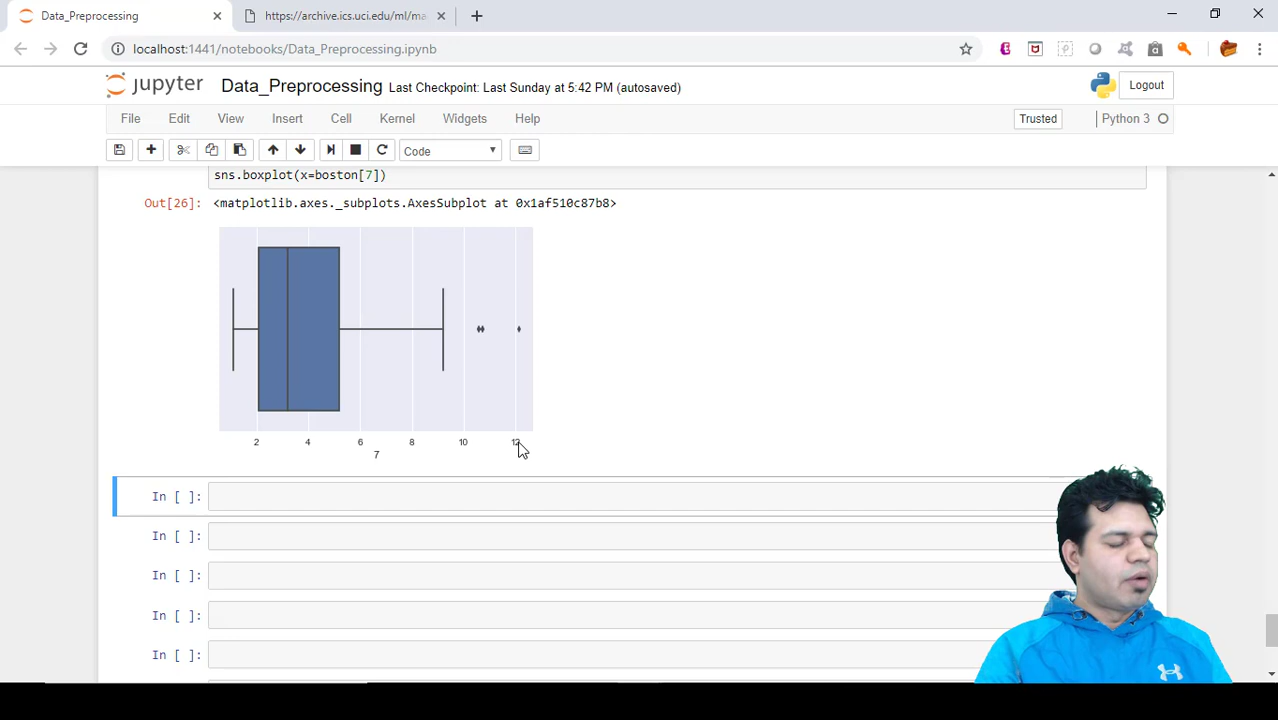 Data_Preprocessing
https://archive.ics.uci.edu/ml/ma
localhost:1441/notebooks/Data_Preprocessing.ipynb
jupyter Data_Preprocessing Last Checkpoint: Last Sunday at 5:42 PM (autosaved) Logout
File Edit View Insert Cell Kernel Widgets Help Trusted Python 3
Code
sns.boxplot(x=boston[7])
Out[26]: <matplotlib.axes._subplots.AxesSubplot at 0x1af510c87b8>
2 4 6 8 10 12
7
In [ ]:
In [ ]:
In [ ]:
In [ ]:
In [ ]: